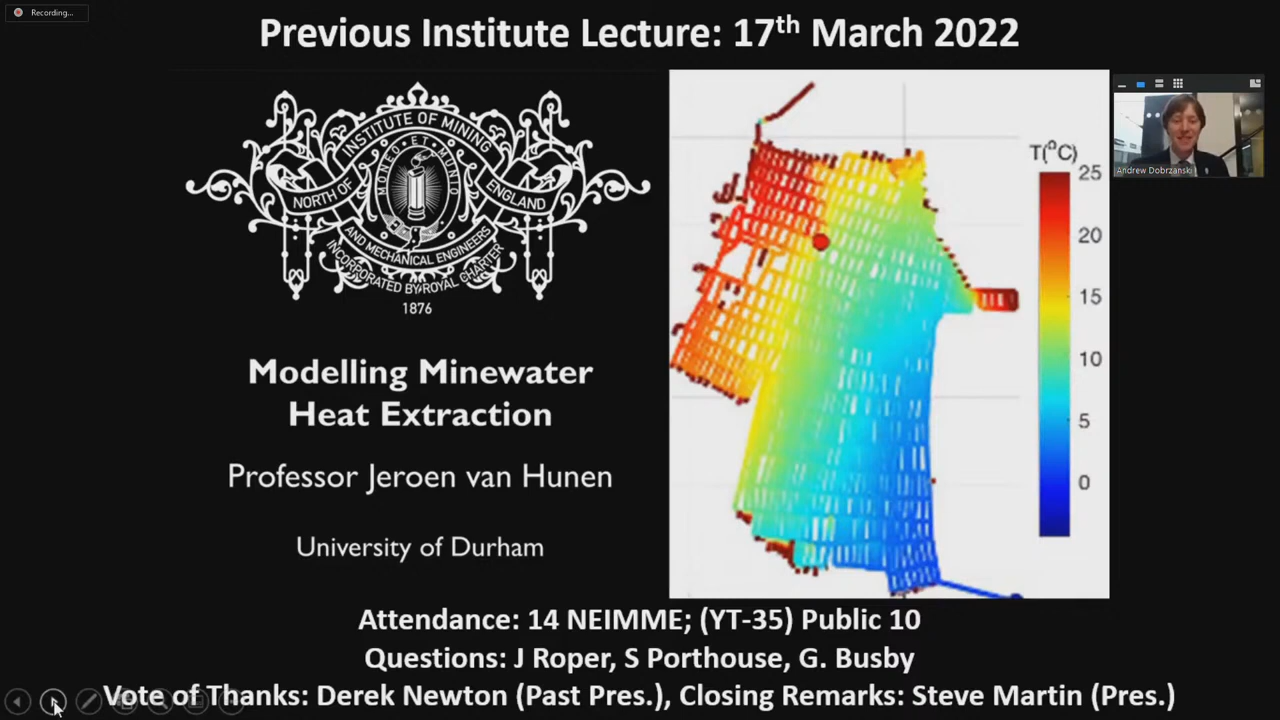 Recording...
Previous Institute Lecture: 17th March 2022
INSTITUTE OF MINING
MONEO · ET · MUNIO
NORTH OF
ENGLAND
AND MECHANICAL ENGINEERS
INCORPORATED BY ROYAL CHARTER
1876
Modelling Minewater
Heat Extraction
Professor Jeroen van Hunen
University of Durham
T(°C)
25
20
15
10
5
0
Andrew Dobrzanski
Attendance: 14 NEIMME; (YT-35) Public 10
Questions: J Roper, S Porthouse, G. Busby
Vote of Thanks: Derek Newton (Past Pres.), Closing Remarks: Steve Martin (Pres.)